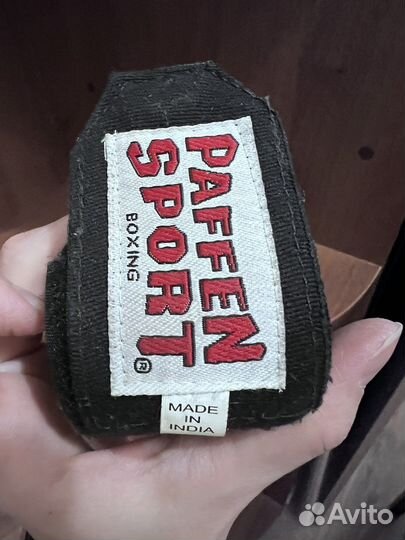 PAFFEN
SPORT®
BOXING
MADE
IN
INDIA
Avito